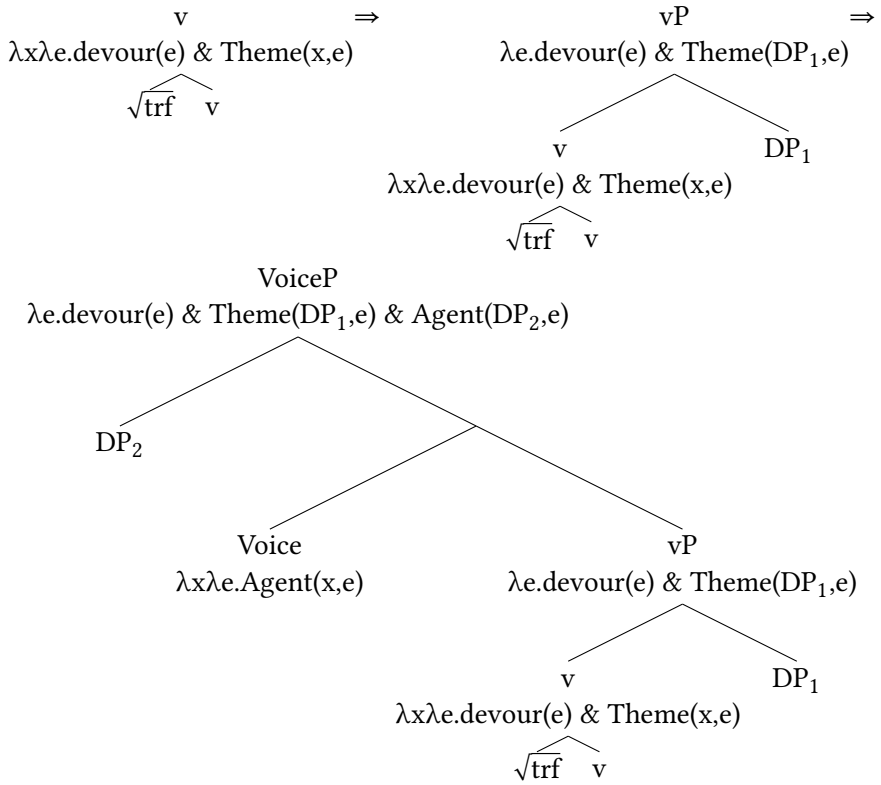 v ⇒ vP ⇒
λxλe.devour(e) & Theme(x,e) λe.devour(e) & Theme(DP₁,e)
√trf v
v DP₁
λxλe.devour(e) & Theme(x,e)
√trf v
VoiceP
λe.devour(e) & Theme(DP₁,e) & Agent(DP₂,e)
DP₂
Voice vP
λxλe.Agent(x,e) λe.devour(e) & Theme(DP₁,e)
v DP₁
λxλe.devour(e) & Theme(x,e)
√trf v